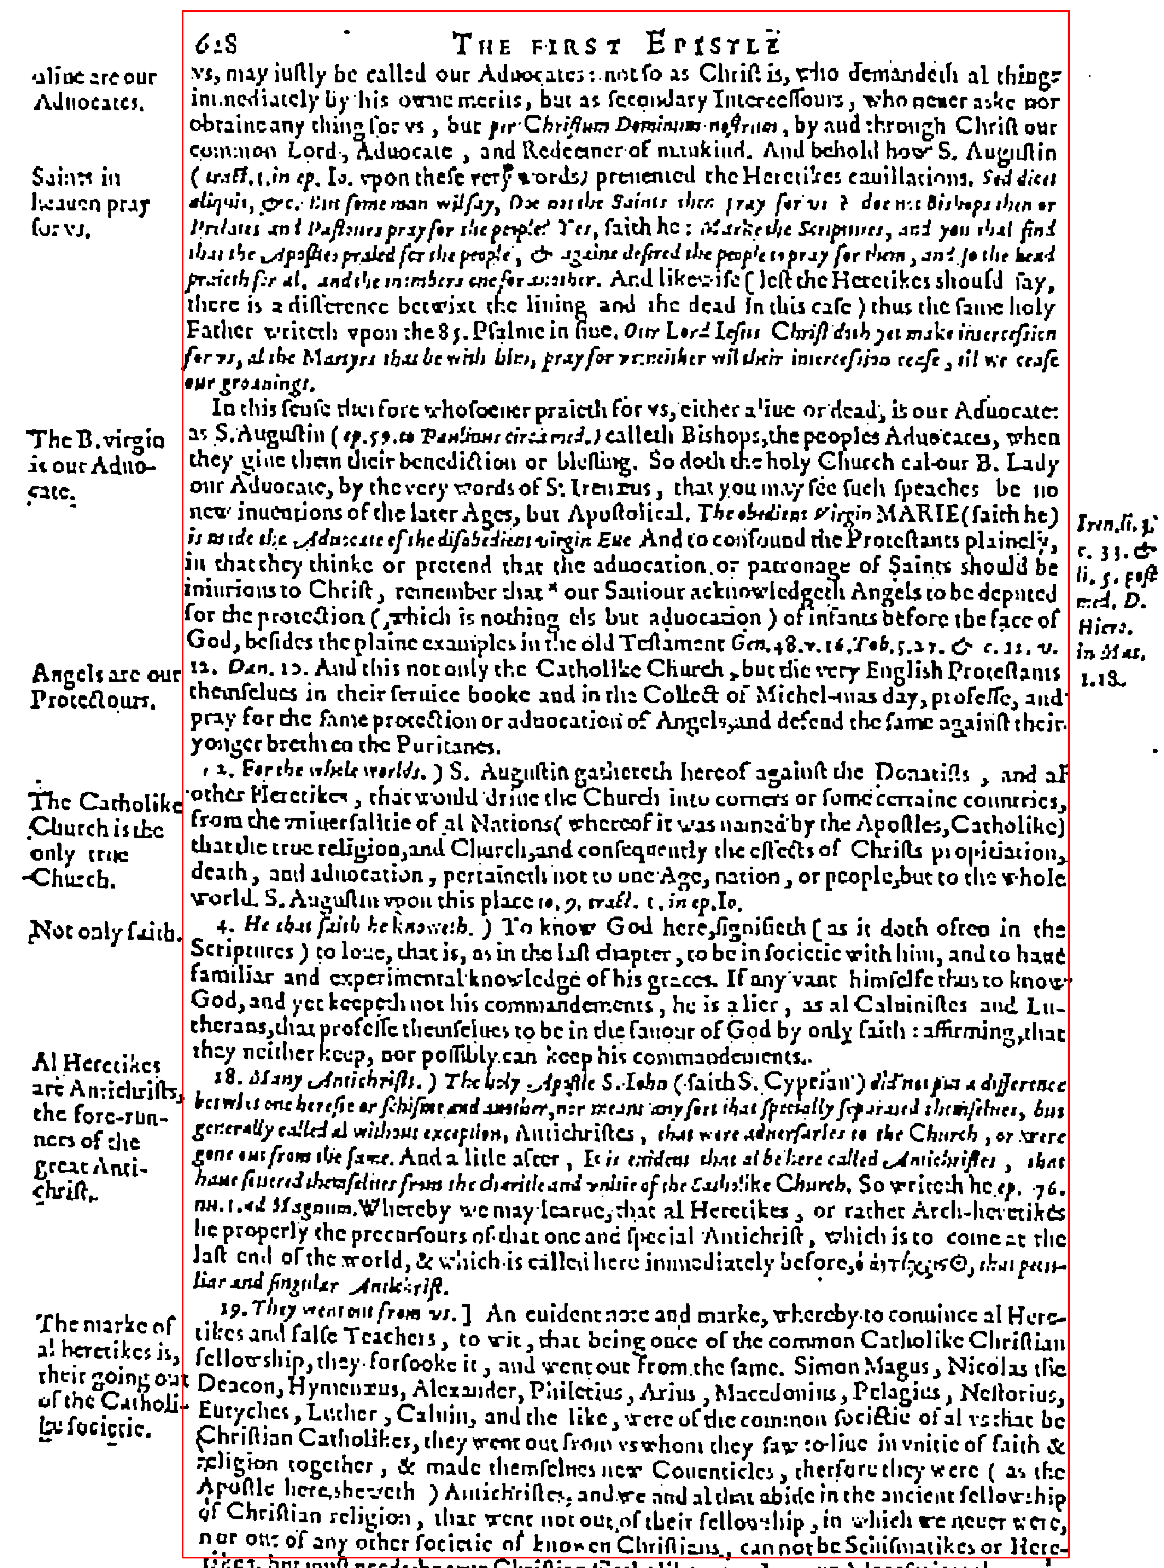 628 THE FIRST EPISTLE
vs, may iuſtly be called our Aduocates: not ſo as Chriſt is, who demandeth al things
immediately by his owne merits, but as ſecondary Interceſſours, who neuer aske nor
obtaine any thing for vs, but per Chriſtum Dominum noſtrum, by and through Chriſt our
common Lord, Aduocate, and Redeemer of mankind. And behold how S. Auguſtin
(tract. 1. in ep. Io. vpon theſe very words) preuented the Heretikes cauillations. Sed dicet
aliquis, &c. But ſome man wil ſay, Doe not the Saints then pray for vs? doe not Bishops then or
Prelates and Paſtours pray for the people? Yes, ſaith he: Marke the Scriptures, and you shal find
that the Apoſtles praied for the people, & againe deſired the people to pray for them, and ſo the head
praieth for al, and the members one for another. And likewiſe (leſt the Heretikes should ſay,
there is a difference betwixt the liuing and the dead in this caſe) thus the ſame holy
Father writeth vpon the 85. Pſalme in fine. Our Lord Ieſus Chriſt doth yet make interceſſion
for vs, al the Martyrs that be with him, pray for vs: neither wil their interceſſion ceaſe, til we ceaſe
our groanings.
In this ſenſe therfore whoſoeuer praieth for vs, either aliue or dead, is our Aduocate:
as S. Auguſtin (ep. 59. to Paulinus circa med.) calleth Bishops, the peoples Aduocates, when
they giue them their benediction or bleſſing. So doth the holy Church cal our B. Lady
our Aduocate, by the very words of S. Irenæus, that you may ſee ſuch ſpeaches be no
new inuentions of the later Ages, but Apoſtolical. The obedient Virgin MARIE (ſaith he)
is made the Aduocate of the diſobedient virgin Eue. And to confound the Proteſtants plainely,
in that they thinke or pretend that the aduocation or patronage of Saints should be
iniurious to Chriſt, remember that * our Sauiour acknowledgeth Angels to be deputed
for the protection (which is nothing els but aduocation) of infants before the face of
God, beſides the plaine examples in the old Teſtament Gen. 48. v. 16. Tob. 5. 27. & c. 12. v.
12. Dan. 10. And this not only the Catholike Church, but the very English Proteſtants
themſelues in their ſeruice booke and in the Collect of Michel-mas day, profeſſe, and
pray for the ſame protection or aduocation of Angels, and defend the ſame againſt their
yonger brethren the Puritanes.
2. For the whole worlds.) S. Auguſtin gathereth hereof againſt the Donatiſts, and al
other Heretikes, that would driue the Church into corners or ſome certaine countries,
from the vniuerſalitie of al Nations (whereof it was named by the Apoſtles, Catholike)
that the true religion, and Church, and conſequently the effects of Chriſts propitiation,
death, and aduocation, pertaineth not to one Age, nation, or people, but to the whole
world. S. Auguſtin vpon this place to. 9. tract. 1. in ep. Io.
4. He that ſaith he knoweth.) To know God here, ſignifieth (as it doth often in the
Scriptures) to loue, that is, as in the laſt chapter, to be in ſocietie with him, and to haue
familiar and experimental knowledge of his graces. If any vant himſelfe thus to know
God, and yet keepeth not his commandements, he is a lier, as al Caluiniſtes and Lu-
therans, that profeſſe themſelues to be in the fauour of God by only faith: affirming, that
they neither keep, nor poſſibly can keep his commandements.
18. Many Antichriſts.) The holy Apoſtle S. Iohn (ſaith S. Cyprian) did not put a difference
betwixt one hereſie or ſchiſme and another, nor meant any ſort that ſpecially ſeparated themſelues, but
generally called al without exception, Antichriſtes, that were aduerſaries to the Church, or were
gone out from the ſame. And a litle after, It is euident that al be here called Antichriſtes, that
haue ſeuered themſelues from the charitie and vnitie of the Catholike Church. So writeth he ep. 76.
nu. 1. ad Magnum. Whereby we may learne, that al Heretikes, or rather Arch-heretikes
be properly the precurſours of that one and ſpecial Antichriſt, which is to come at the
laſt end of the world, & which is called here immediately before, ὁ ἀντίχριστος, that pecu-
liar and ſingular Antichriſt.
19. They went out from vs.] An euident note and marke, whereby to conuince al Here-
tikes and falſe Teachers, to wit, that being once of the common Catholike Chriſtian
fellowship, they forſooke it, and went out from the ſame. Simon Magus, Nicolas the
Deacon, Hymenæus, Alexander, Philetius, Arius, Macedonius, Pelagius, Neſtorius,
Eutyches, Luther, Caluin, and the like, were of the common ſocietie of al vs that be
Chriſtian Catholikes, they went out from vs whom they ſaw to liue in vnitie of faith &
religion together, & made themſelues new Conuenticles, therfore they were (as the
Apoſtle here sheweth) Antichriſtes, and we and al that abide in the ancient fellowship
of Chriſtian religion, that went not out of their fellowship, in which we neuer were,
nor out of any other ſocietie of knowen Chriſtians, can not be Schiſmatikes or Here-
aliue are our
Aduocates.
Saints in
heauen pray
for vs.
The B. virgin
is our Aduo-
cate.
Angels are our
Protectours.
The Catholike
Church is the
only true
Church.
Not only faith.
Al Heretikes
are Antichriſts,
the fore-run-
ners of the
great Anti-
chriſt.
The marke of
al heretikes is,
their going out
of the Catholi-
ke ſocietie.
Iren. li. 3.
c. 33. &
li. 5. poſt
med. D.
Hiero.
in Mat.
c. 18.